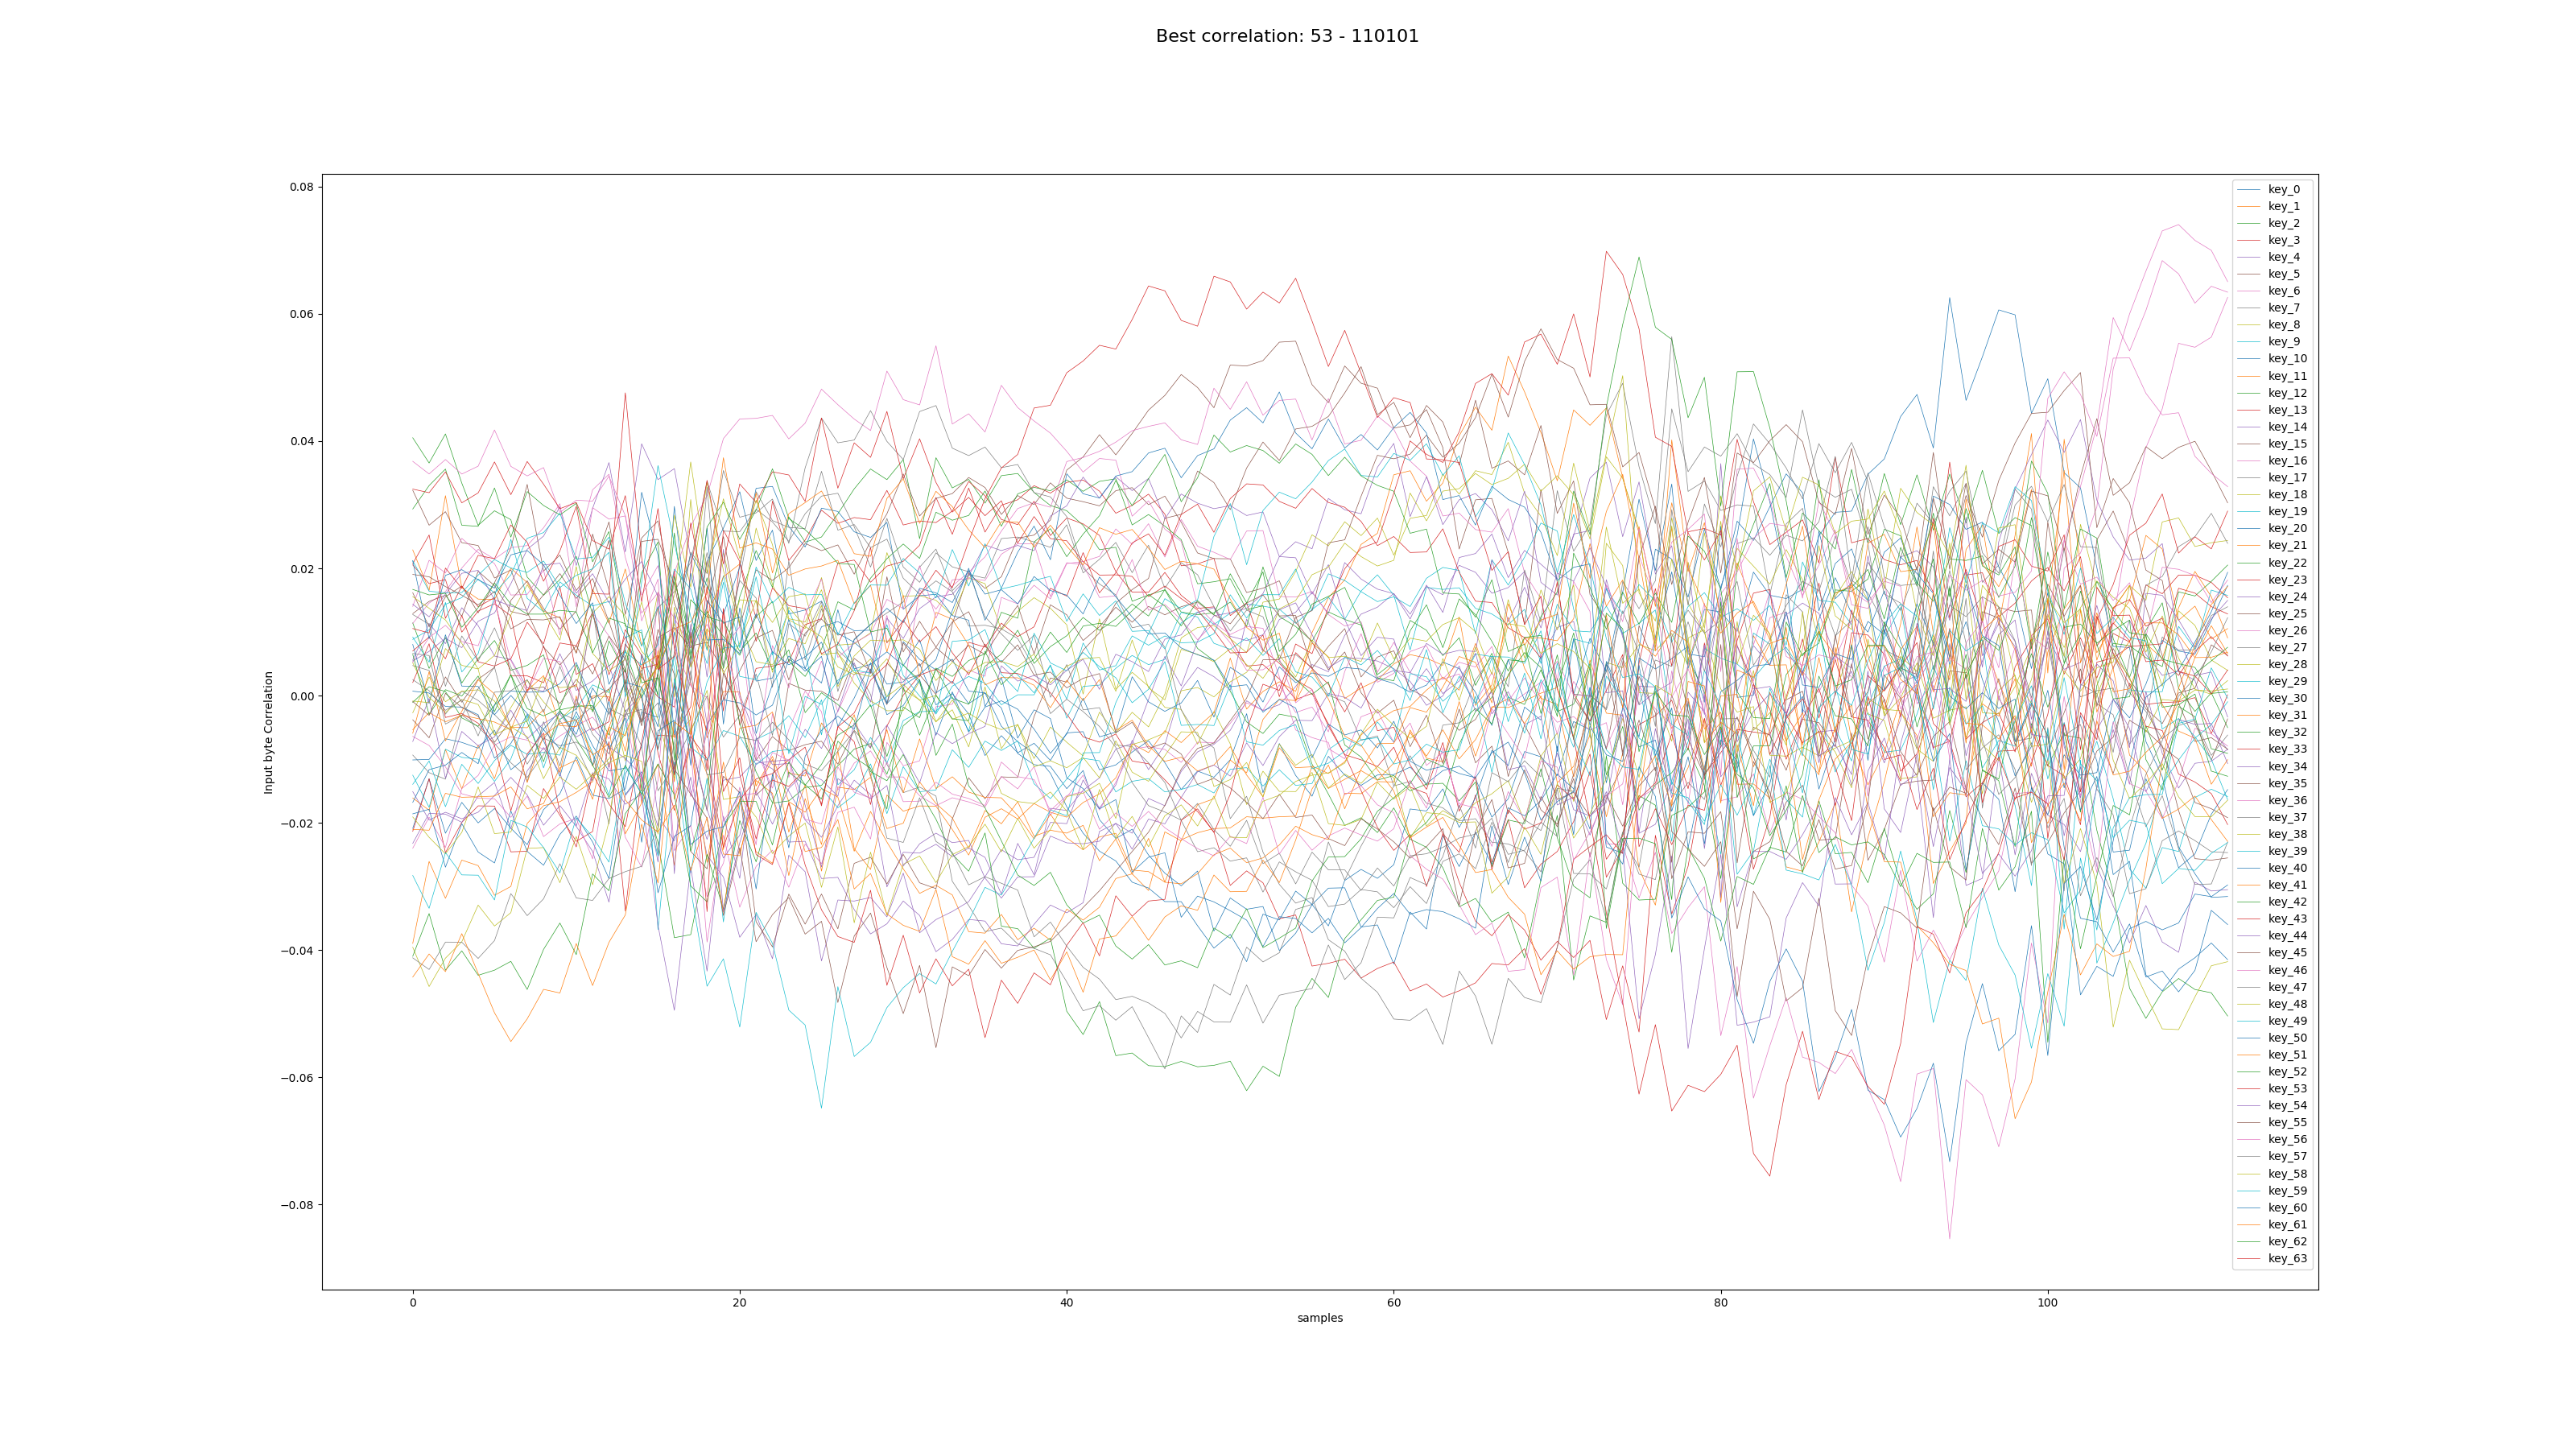 Best correlation: 53 - 110101
0.08
0.06
0.04
0.02
0.00
−0.02
−0.04
−0.06
−0.08
Input byte Correlation
0
20
40
60
80
100
samples
key_0
key_1
key_2
key_3
key_4
key_5
key_6
key_7
key_8
key_9
key_10
key_11
key_12
key_13
key_14
key_15
key_16
key_17
key_18
key_19
key_20
key_21
key_22
key_23
key_24
key_25
key_26
key_27
key_28
key_29
key_30
key_31
key_32
key_33
key_34
key_35
key_36
key_37
key_38
key_39
key_40
key_41
key_42
key_43
key_44
key_45
key_46
key_47
key_48
key_49
key_50
key_51
key_52
key_53
key_54
key_55
key_56
key_57
key_58
key_59
key_60
key_61
key_62
key_63